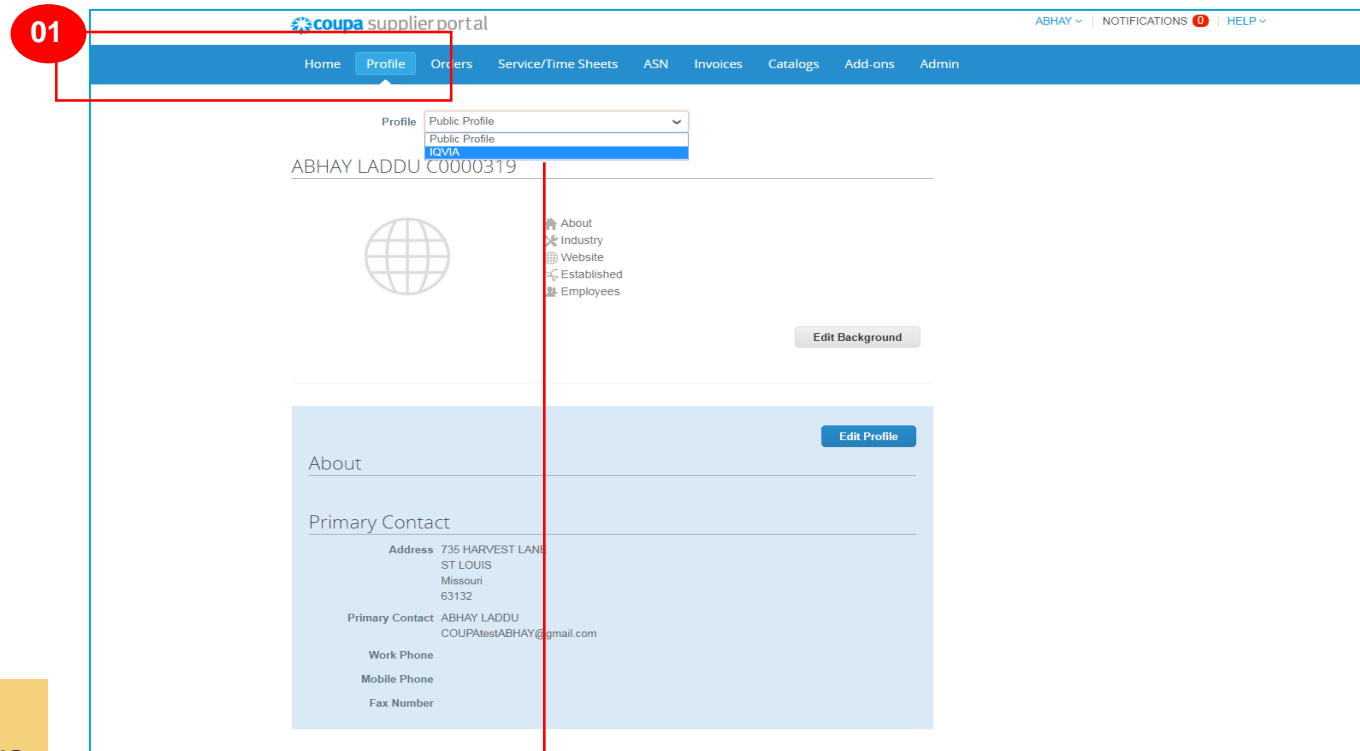 01
coupa supplier portal
ABHAY NOTIFICATIONS 0 HELP
Home Profile Orders Service/Time Sheets ASN Invoices Catalogs Add-ons Admin
Profile Public Profile
Public Profile
IQVIA
ABHAY LADDU C0000319
About
Industry
Website
Established
Employees
Edit Background
Edit Profile
About
Primary Contact
Address 735 HARVEST LANE
ST LOUIS
Missouri
63132
Primary Contact ABHAY LADDU
COUPAtestABHAY@gmail.com
Work Phone
Mobile Phone
Fax Number